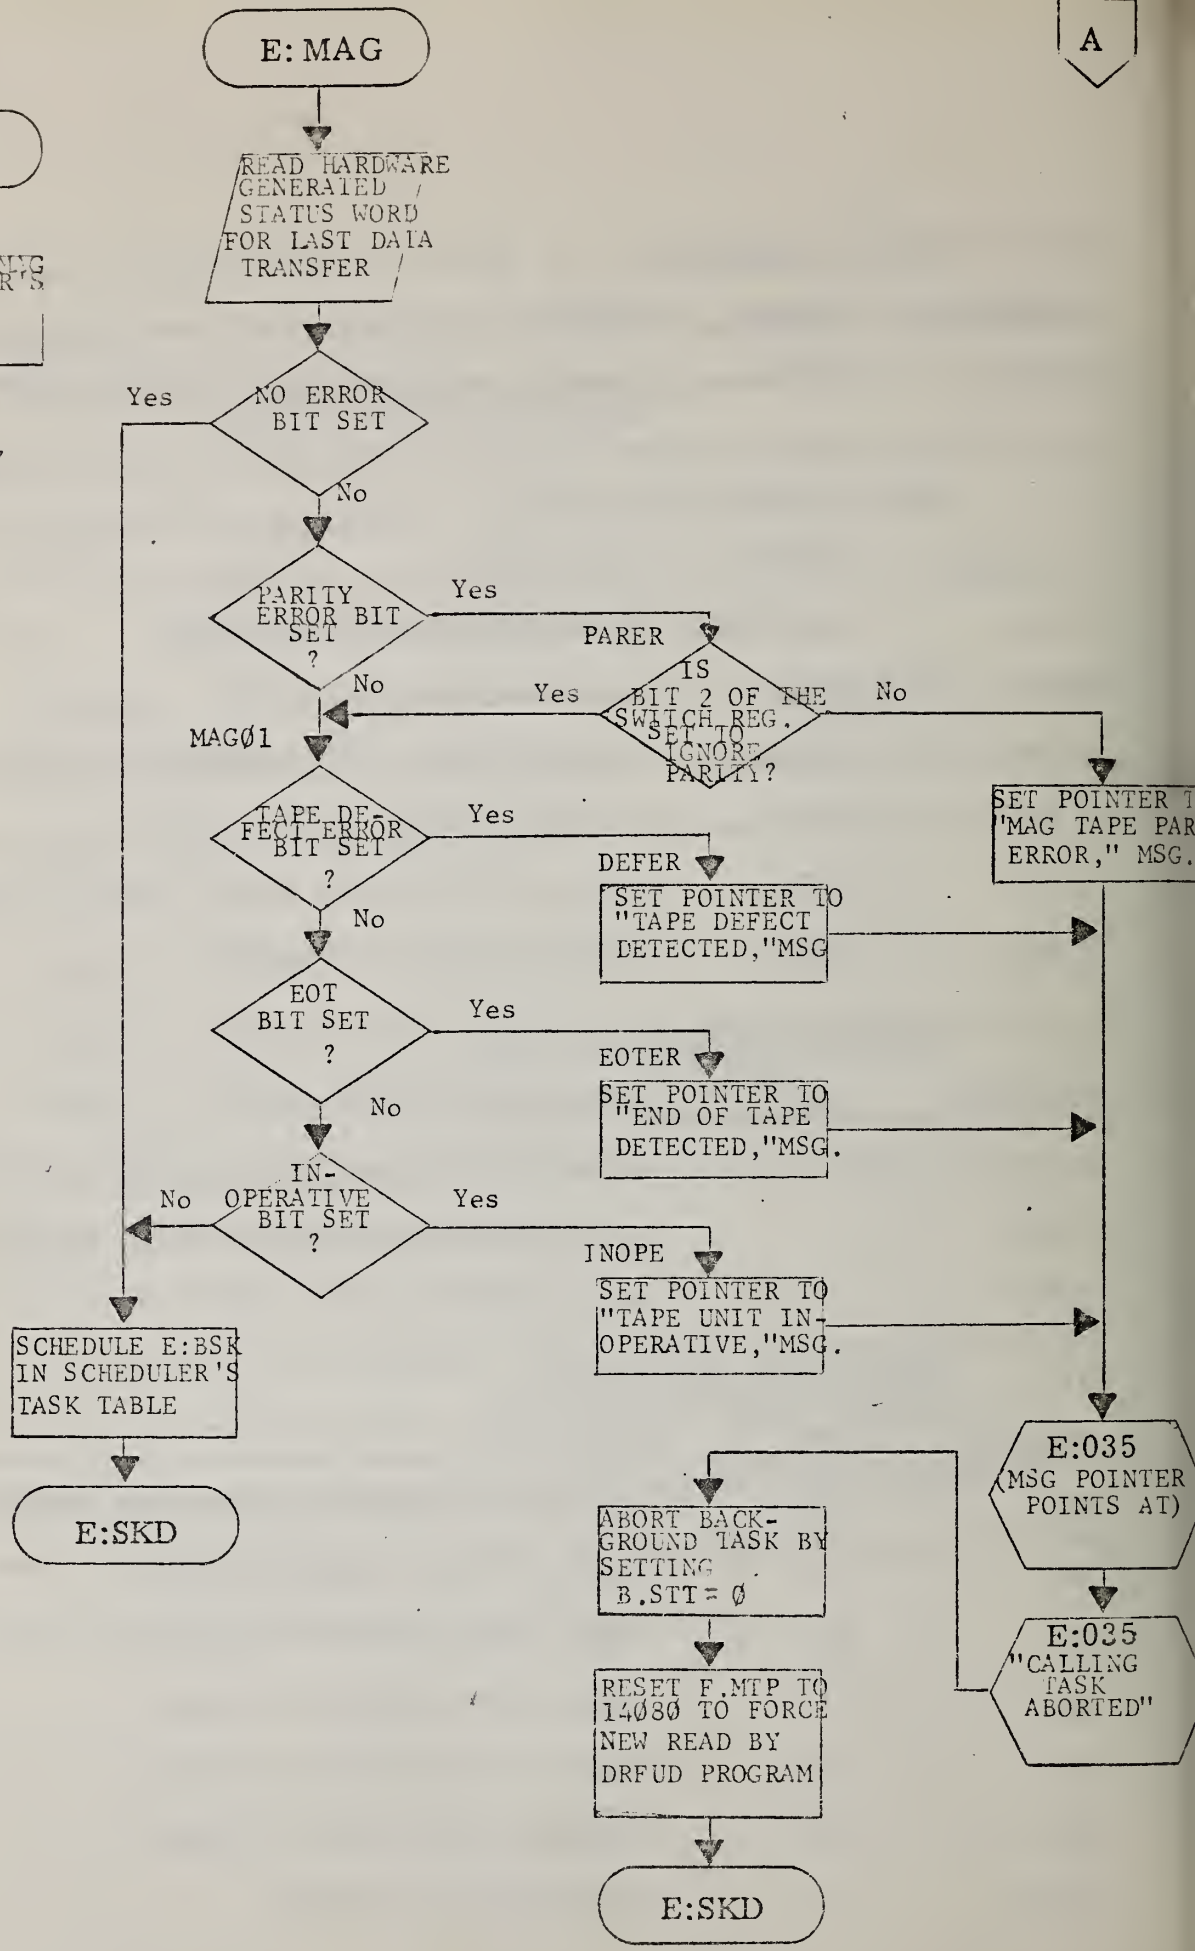 E:MAG
A
READ HARDWARE
GENERATED
STATUS WORD
FOR LAST DATA
TRANSFER
R'S
Yes
NO ERROR
BIT SET
No
PARITY
ERROR BIT
SET
?
Yes
No
PARER
IS
BIT 2 OF THE
SWITCH REG.
SET TO
IGNORE
PARITY?
Yes
No
MAGØ1
SET POINTER T
"MAG TAPE PAR
ERROR," MSG.
TAPE DE-
FECT ERROR
BIT SET
?
Yes
No
DEFER
SET POINTER TO
"TAPE DEFECT
DETECTED,"MSG
EOT
BIT SET
?
Yes
No
EOTER
SET POINTER TO
"END OF TAPE
DETECTED,"MSG.
IN-
OPERATIVE
BIT SET
?
No
Yes
INOPE
SET POINTER TO
"TAPE UNIT IN-
OPERATIVE,"MSG.
SCHEDULE E:BSK
IN SCHEDULER'S
TASK TABLE
E:SKD
E:035
(MSG POINTER
POINTS AT)
E:035
"CALLING
TASK
ABORTED"
ABORT BACK-
GROUND TASK BY
SETTING
B.STT = Ø
RESET F.MTP TO
14Ø8Ø TO FORCE
NEW READ BY
DRFUD PROGRAM
E:SKD